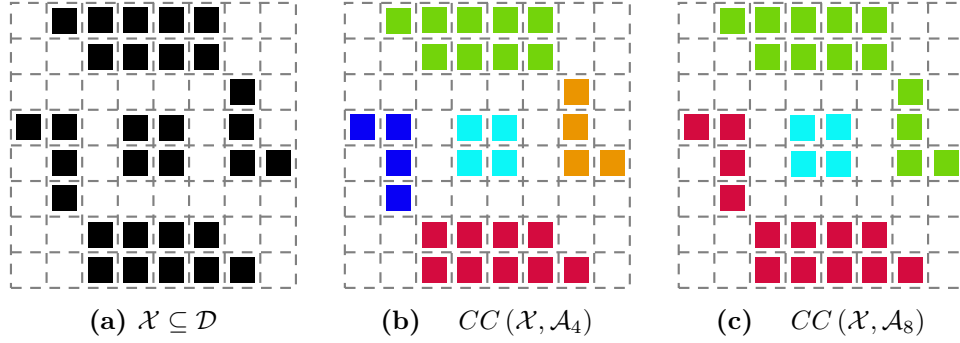 (a) 𝒳 ⊆ 𝒟 (b) CC (𝒳, 𝒜₄) (c) CC (𝒳, 𝒜₈)